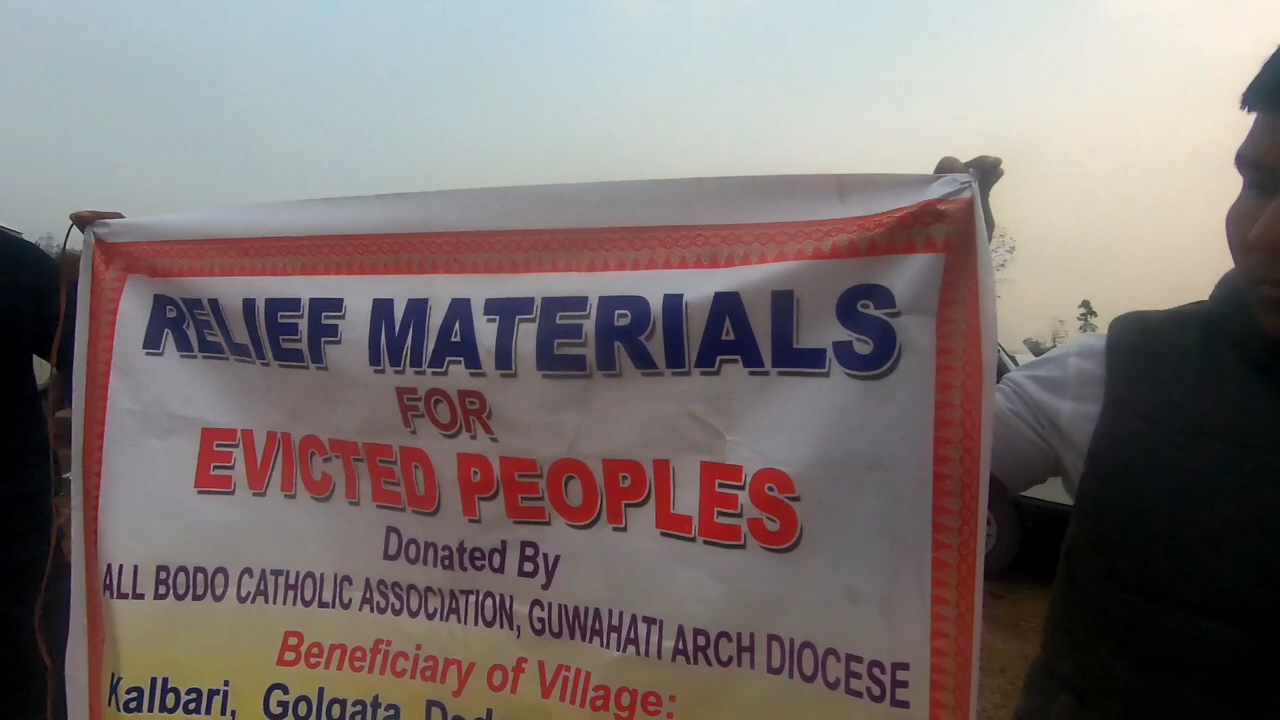 RELIEF MATERIALS
FOR
EVICTED PEOPLES
Donated By
ALL BODO CATHOLIC ASSOCIATION, GUWAHATI ARCH DIOCESE
Beneficiary of Village:
Kalbari, Golgata